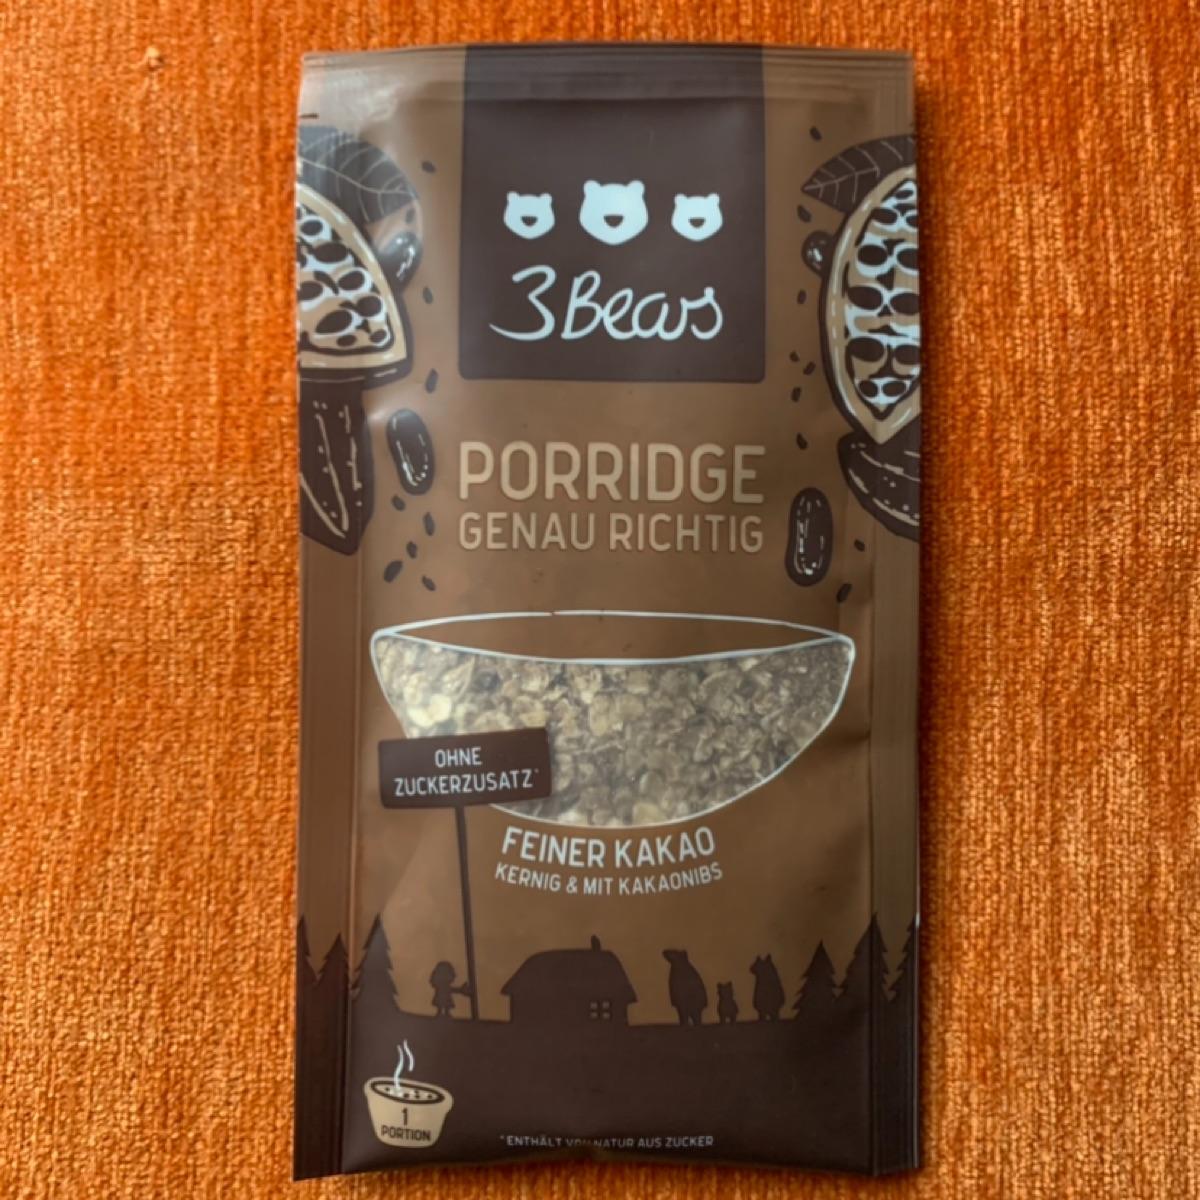 3Bears
PORRIDGE
GENAU RICHTIG
OHNE
ZUCKERZUSATZ*
FEINER KAKAO
KERNIG & MIT KAKAONIBS
1
PORTION
*ENTHÄLT VON NATUR AUS ZUCKER